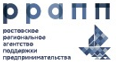 ррапп
ростовское
региональное
агентство
поддержки
предпринимательства